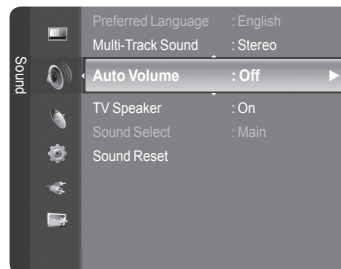 Sound
Preferred Language : English
Multi-Track Sound : Stereo
Auto Volume : Off
TV Speaker : On
Sound Select : Main
Sound Reset